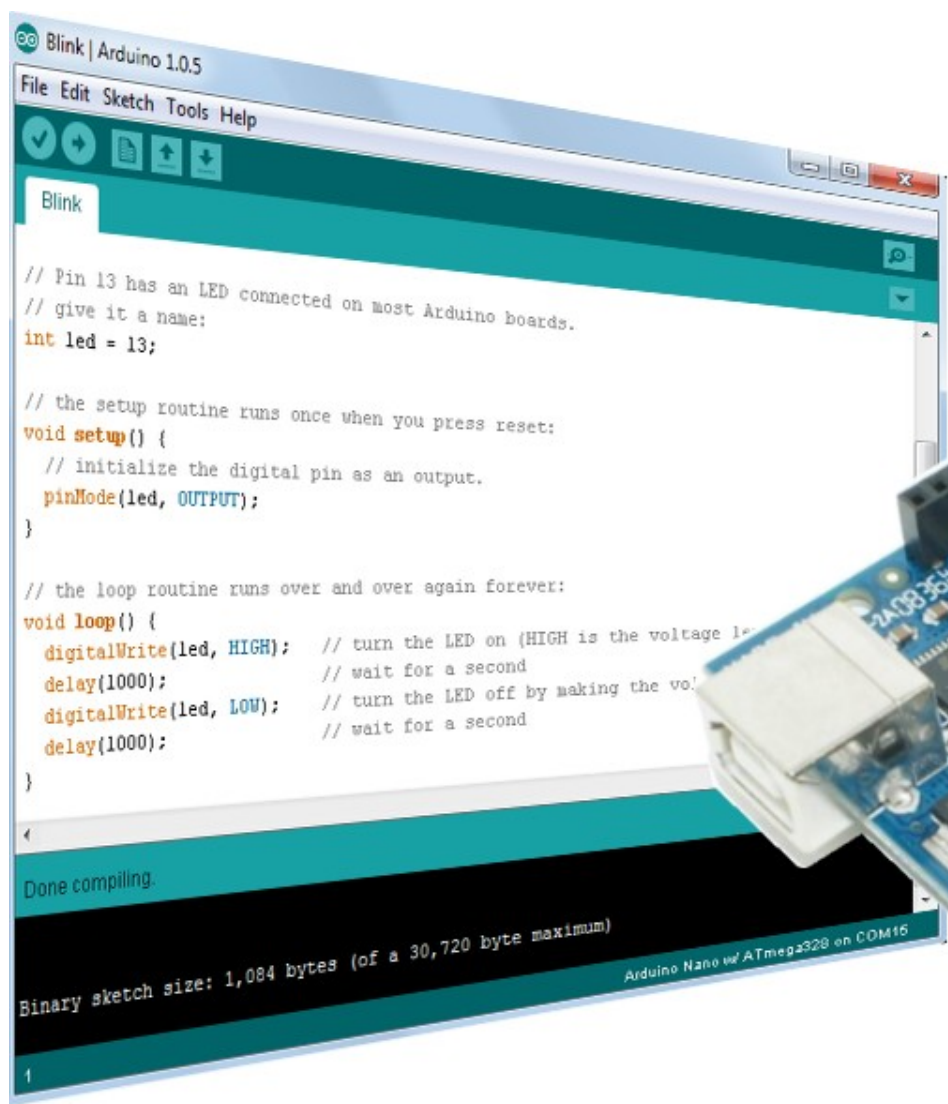 Blink | Arduino 1.0.5
File Edit Sketch Tools Help
Blink
// Pin 13 has an LED connected on most Arduino boards.
// give it a name:
int led = 13;
// the setup routine runs once when you press reset:
void setup() {
// initialize the digital pin as an output.
pinMode(led, OUTPUT);
}
// the loop routine runs over and over again forever:
void loop() {
digitalWrite(led, HIGH); // turn the LED on (HIGH is the voltage
delay(1000); // wait for a second
digitalWrite(led, LOW); // turn the LED off by making the
delay(1000); // wait for a second
}
Done compiling.
Binary sketch size: 1,084 bytes (of a 30,720 byte maximum)
Arduino Nano w/ ATmega328 on COM15
1